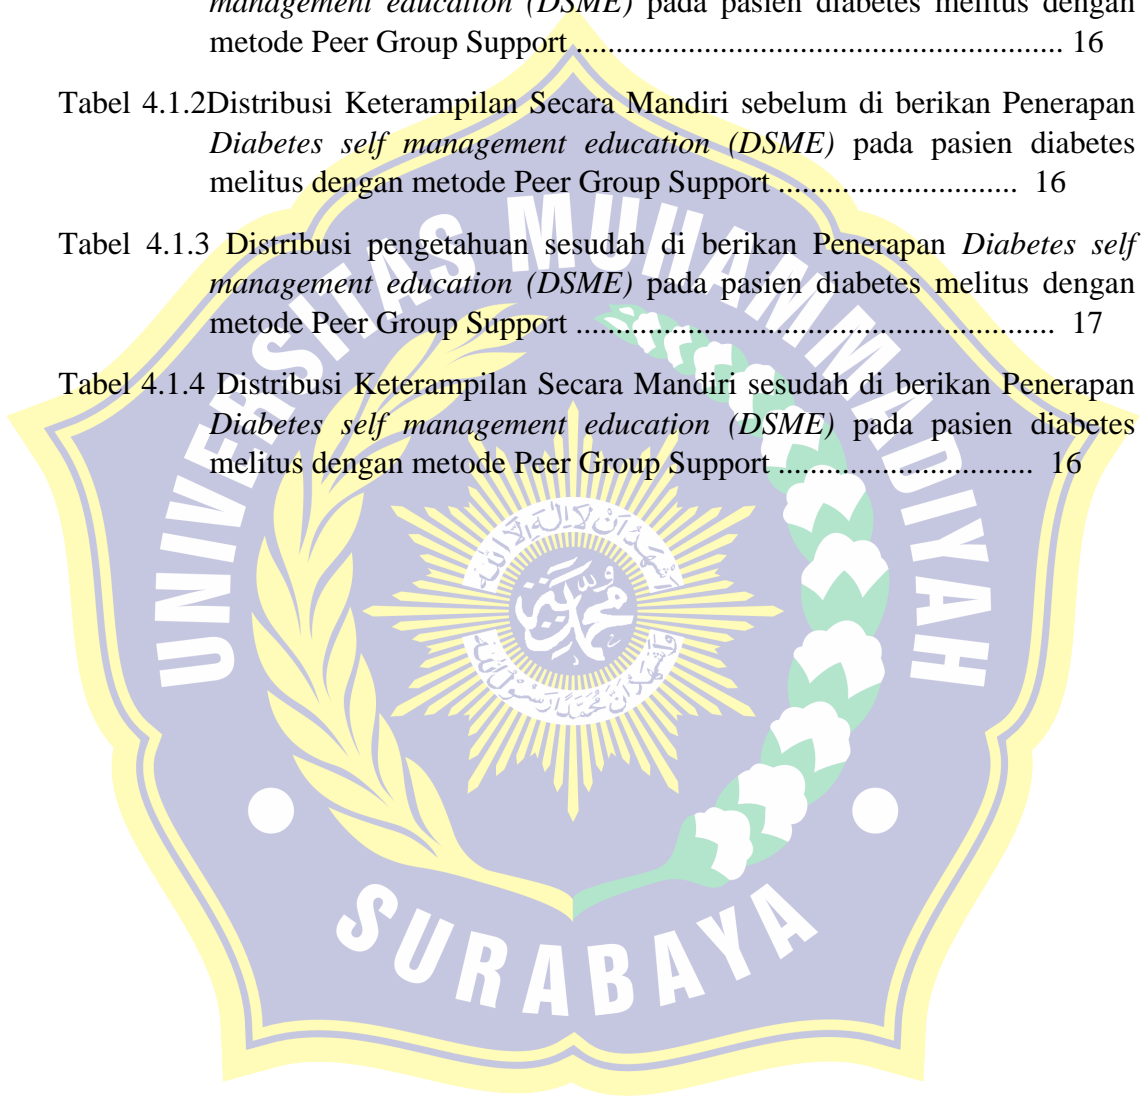 management education (DSME) pada pasien diabetes melitus dengan
metode Peer Group Support ............................................................. 16
Tabel 4.1.2Distribusi Keterampilan Secara Mandiri sebelum di berikan Penerapan
Diabetes self management education (DSME) pada pasien diabetes
melitus dengan metode Peer Group Support .............................. 16
Tabel 4.1.3 Distribusi pengetahuan sesudah di berikan Penerapan Diabetes self
management education (DSME) pada pasien diabetes melitus dengan
metode Peer Group Support ............................................................ 17
Tabel 4.1.4 Distribusi Keterampilan Secara Mandiri sesudah di berikan Penerapan
Diabetes self management education (DSME) pada pasien diabetes
melitus dengan metode Peer Group Support ................................ 16
UNIVERSITAS MUHAMMADIYAH
SURABAYA